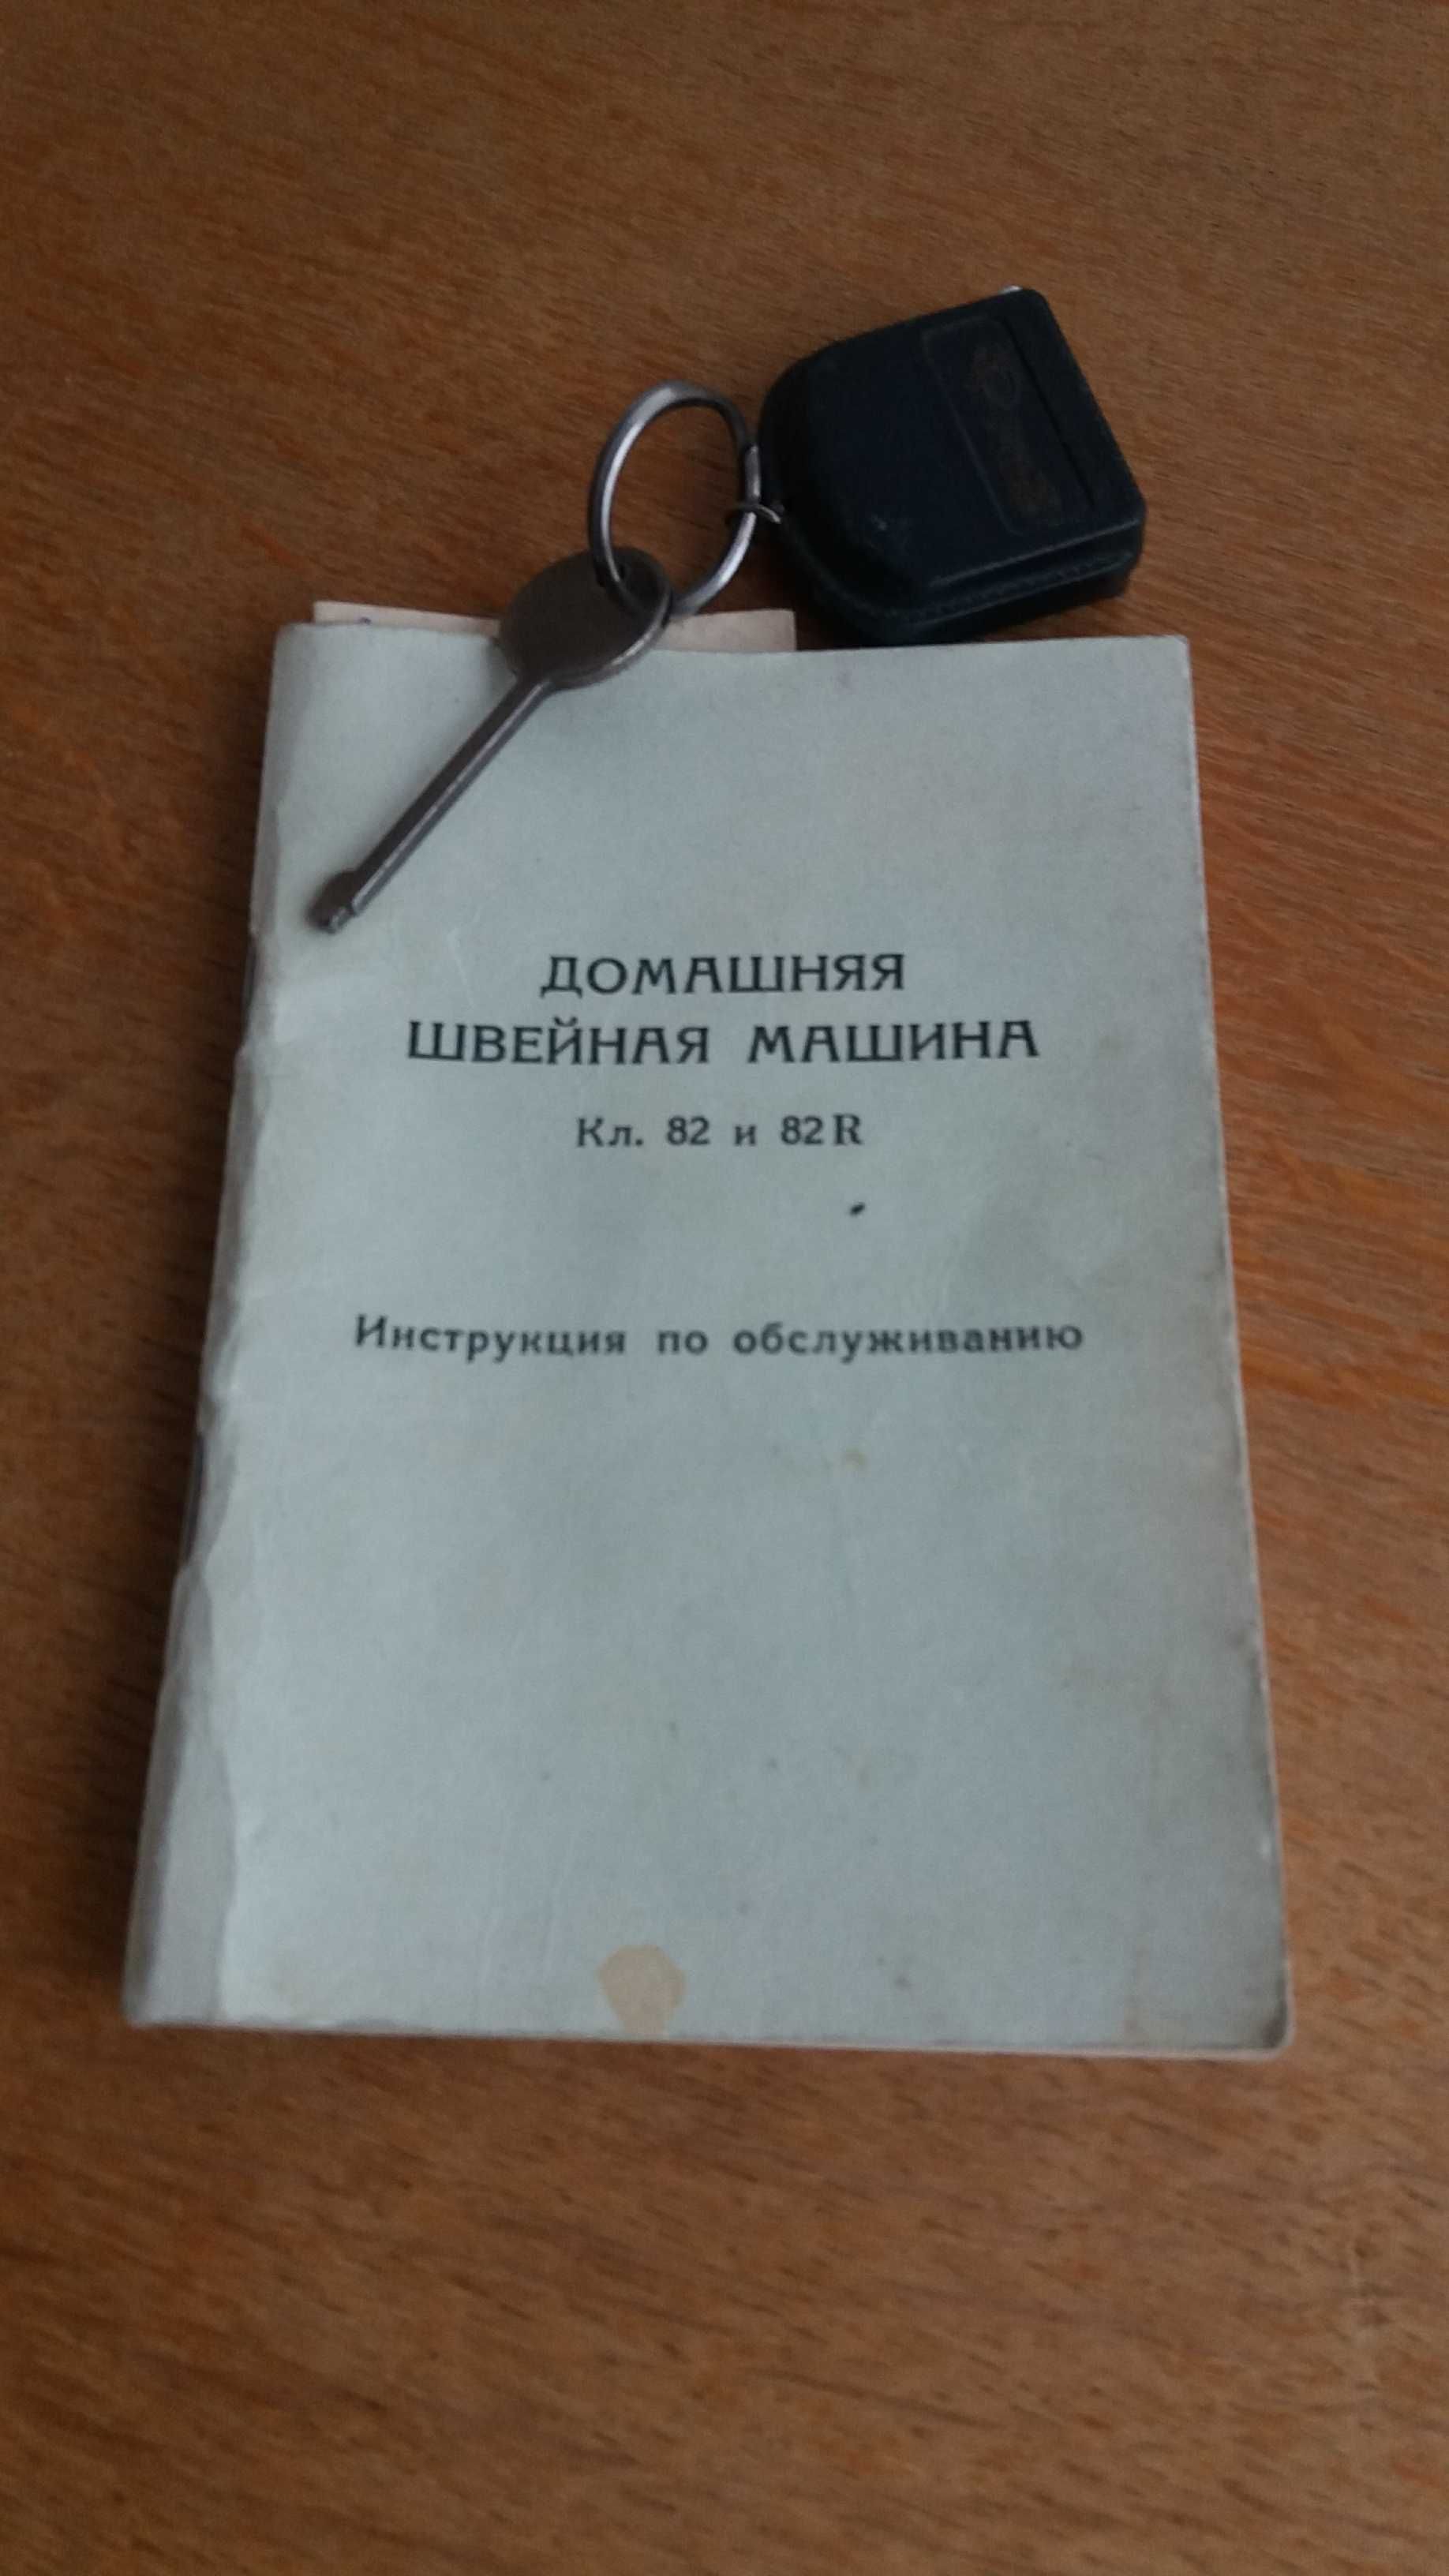 ДОМАШНЯЯ
ШВЕЙНАЯ МАШИНА
Кл. 82 и 82R
Инструкция по обслуживанию